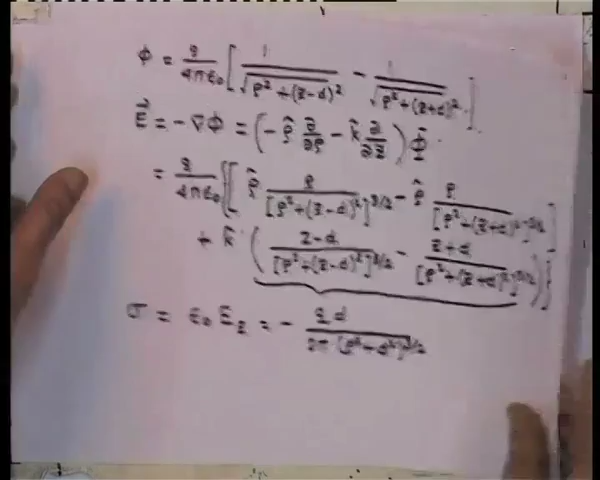 φ = q/4πε₀ [ 1/√(ρ²+(z-d)²) - 1/√(ρ²+(z+d)²) ]
E⃗ = -∇Φ = (-ρ̂ ∂/∂ρ - k̂ ∂/∂z) Φ
= q/4πε₀ {[ ρ̂ ρ/[ρ²+(z-d)²]^3/2 - ρ̂ ρ/[ρ²+(z+d)²]^3/2 ]
+ k̂ ( z-d/[ρ²+(z-d)²]^3/2 - z+d/[ρ²+(z+d)²]^3/2 )}
σ = ε₀ E_z = - qd/2π[ρ²+d²]^3/2